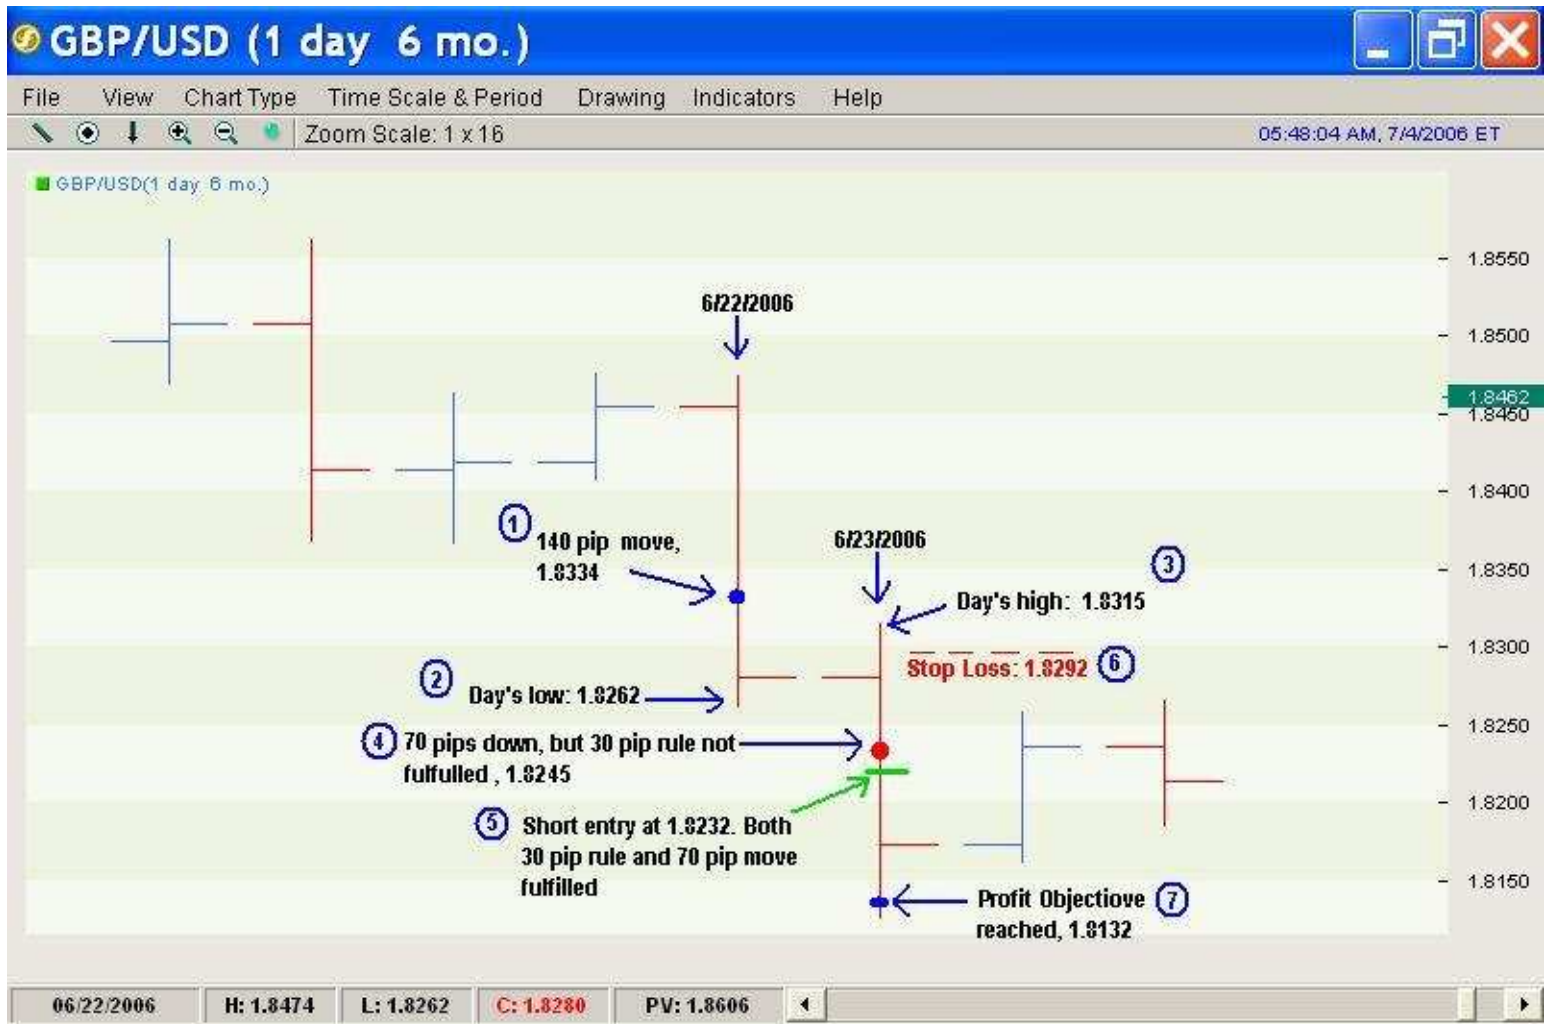 GBP/USD (1 day 6 mo.)
File View Chart Type Time Scale & Period Drawing Indicators Help
Zoom Scale: 1 x 16
05:48:04 AM, 7/4/2006 ET
GBP/USD(1 day 6 mo.)
1.8550
6/22/2006
1.8500
1.8462
1.8450
1.8400
1
140 pip move,
1.8334
6/23/2006
3
1.8350
Day's high: 1.8315
1.8300
Stop Loss: 1.8292 6
2
Day's low: 1.8262
4 70 pips down, but 30 pip rule not
fulfulled , 1.8245
1.8250
1.8200
5 Short entry at 1.8232. Both
30 pip rule and 70 pip move
fulfilled
1.8150
Profit Objectiove 7
reached, 1.8132
06/22/2006 H: 1.8474 L: 1.8262 C: 1.8280 PV: 1.8606